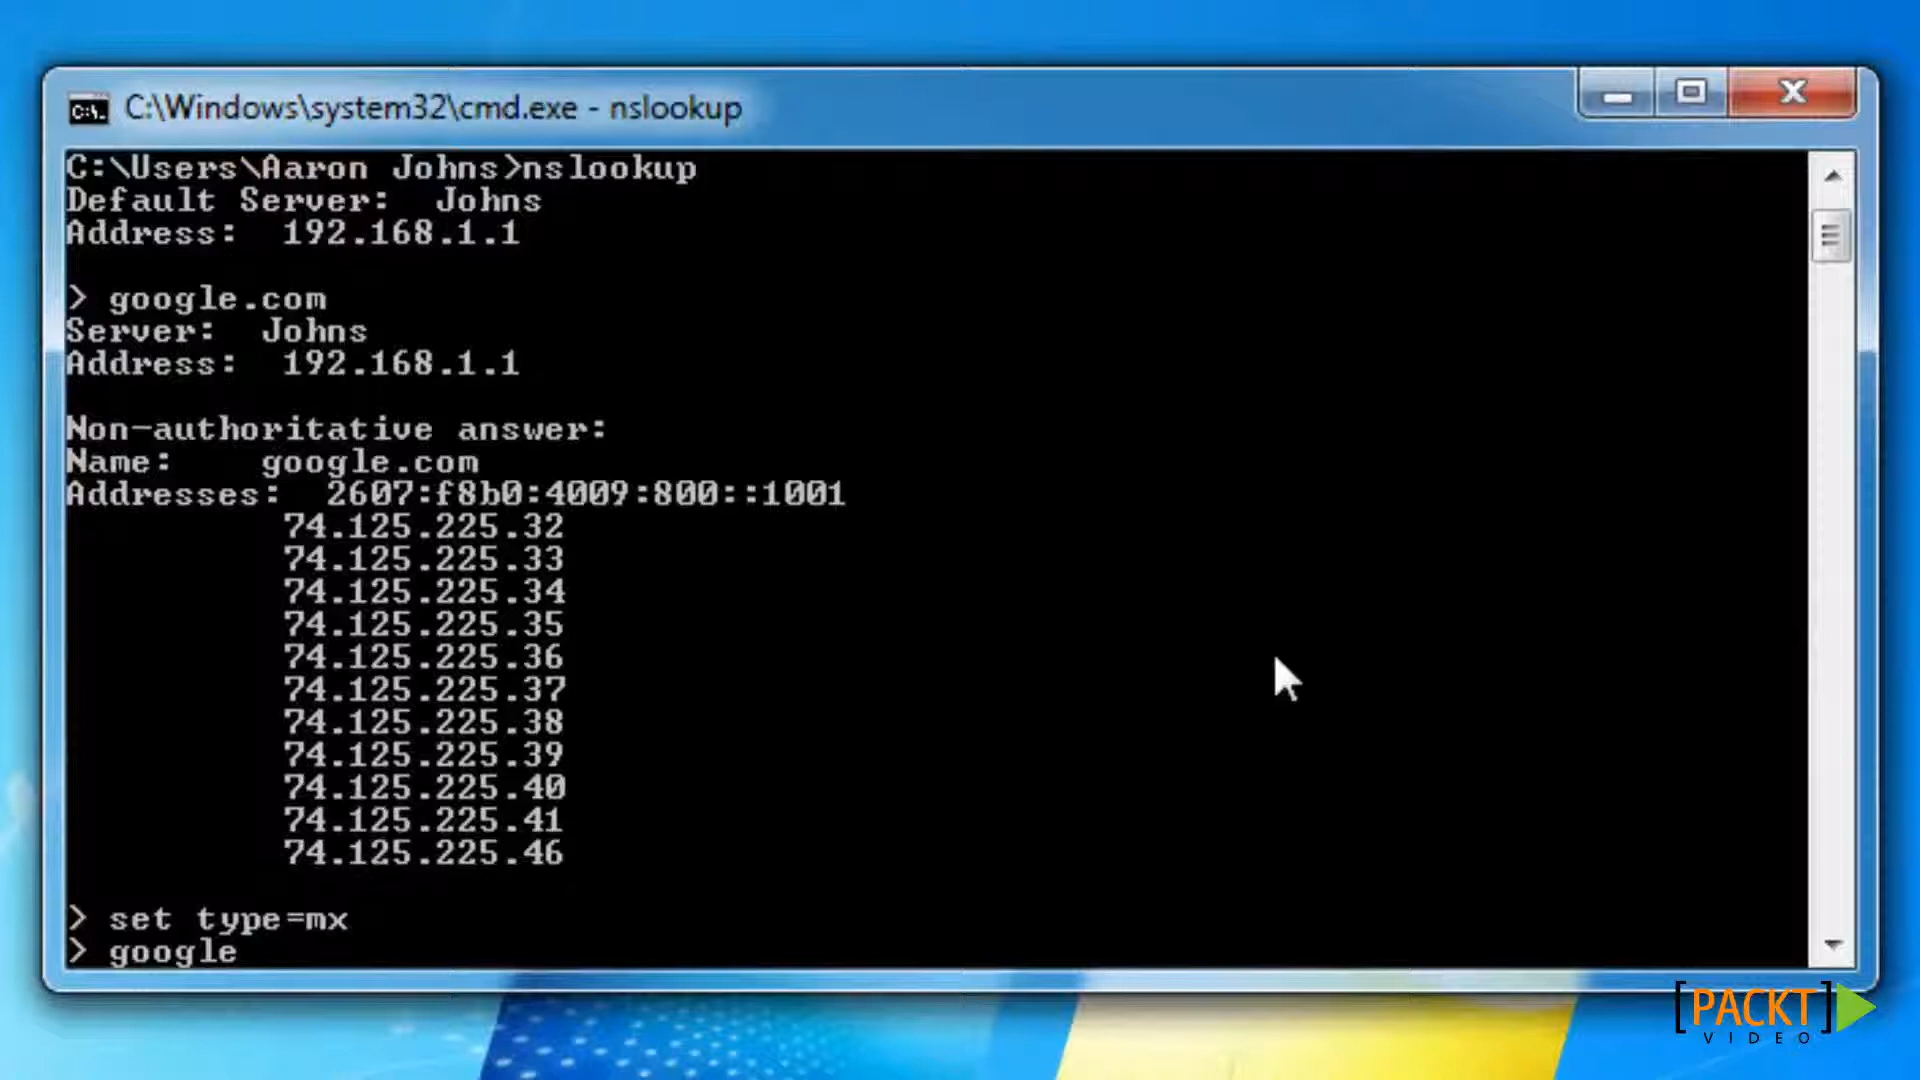 C:\Windows\system32\cmd.exe - nslookup
C:\Users\Aaron Johns>nslookup
Default Server:  Johns
Address:  192.168.1.1
> google.com
Server:  Johns
Address:  192.168.1.1
Non-authoritative answer:
Name:    google.com
Addresses:  2607:f8b0:4009:800::1001
74.125.225.32
74.125.225.33
74.125.225.34
74.125.225.35
74.125.225.36
74.125.225.37
74.125.225.38
74.125.225.39
74.125.225.40
74.125.225.41
74.125.225.46
> set type=mx
> google
[PACKT]
VIDEO